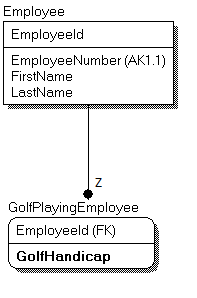 Employee
EmployeeId
EmployeeNumber (AK1.1)
FirstName
LastName
Z
GolfPlayingEmployee
EmployeeId (FK)
GolfHandicap